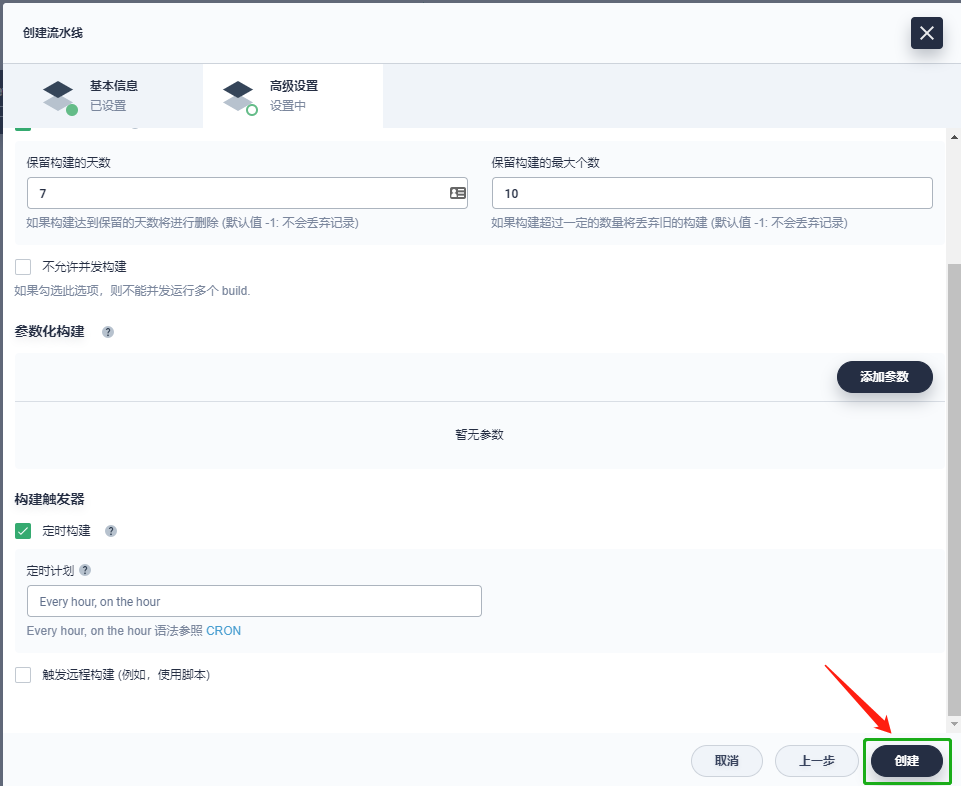 创建流水线
基本信息
已设置
高级设置
设置中
保留构建的天数
保留构建的最大个数
7
10
如果构建达到保留的天数将进行删除 (默认值 -1: 不会丢弃记录)
如果构建超过一定的数量将丢弃旧的构建 (默认值 -1: 不会丢弃记录)
不允许并发构建
如果勾选此选项，则不能并发运行多个 build.
参数化构建 ?
添加参数
暂无参数
构建触发器
定时构建 ?
定时计划 ?
Every hour, on the hour
Every hour, on the hour 语法参照 CRON
触发远程构建 (例如，使用脚本)
取消
上一步
创建